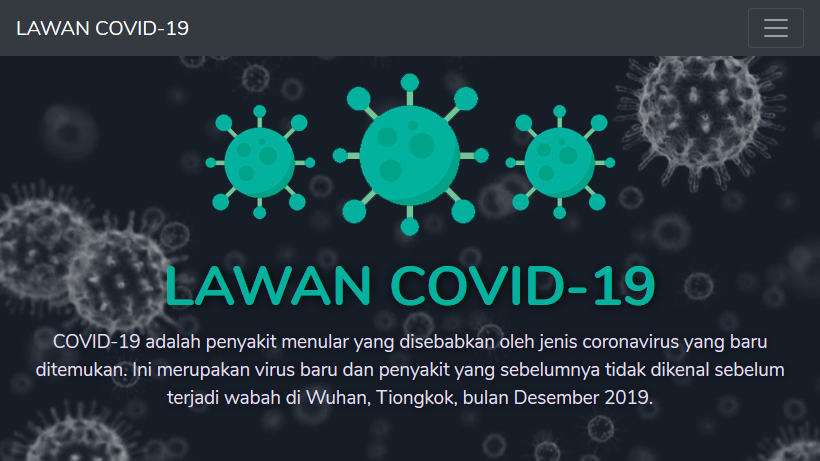 LAWAN COVID-19
LAWAN COVID-19
COVID-19 adalah penyakit menular yang disebabkan oleh jenis coronavirus yang baru
ditemukan. Ini merupakan virus baru dan penyakit yang sebelumnya tidak dikenal sebelum
terjadi wabah di Wuhan, Tiongkok, bulan Desember 2019.